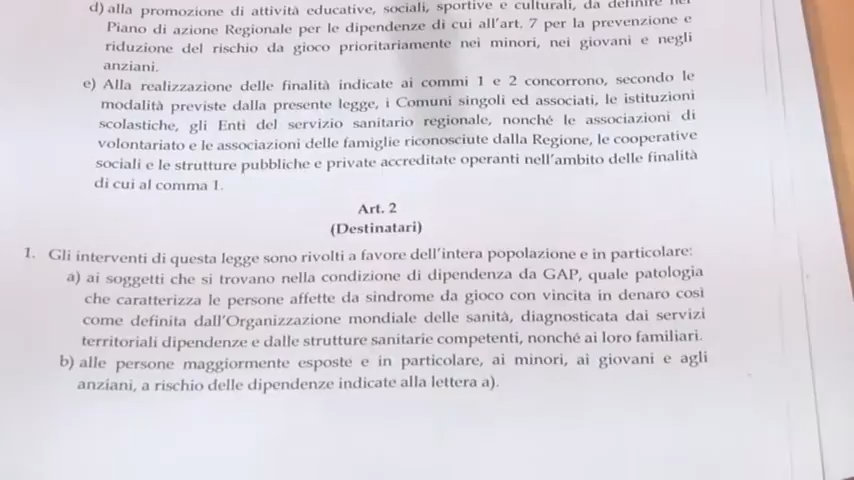 d) alla promozione di attività educative, sociali, sportive e culturali, da definire nel
Piano di azione Regionale per le dipendenze di cui all'art. 7 per la prevenzione e
riduzione del rischio da gioco prioritariamente nei minori, nei giovani e negli
anziani.
e) Alla realizzazione delle finalità indicate ai commi 1 e 2 concorrono, secondo le
modalità previste dalla presente legge, i Comuni singoli ed associati, le istituzioni
scolastiche, gli Enti del servizio sanitario regionale, nonché le associazioni di
volontariato e le associazioni delle famiglie riconosciute dalla Regione, le cooperative
sociali e le strutture pubbliche e private accreditate operanti nell'ambito delle finalità
di cui al comma 1.
Art. 2
(Destinatari)
1. Gli interventi di questa legge sono rivolti a favore dell'intera popolazione e in particolare:
a) ai soggetti che si trovano nella condizione di dipendenza da GAP, quale patologia
che caratterizza le persone affette da sindrome da gioco con vincita in denaro così
come definita dall'Organizzazione mondiale delle sanità, diagnosticata dai servizi
territoriali dipendenze e dalle strutture sanitarie competenti, nonché ai loro familiari.
b) alle persone maggiormente esposte e in particolare, ai minori, ai giovani e agli
anziani, a rischio delle dipendenze indicate alla lettera a).